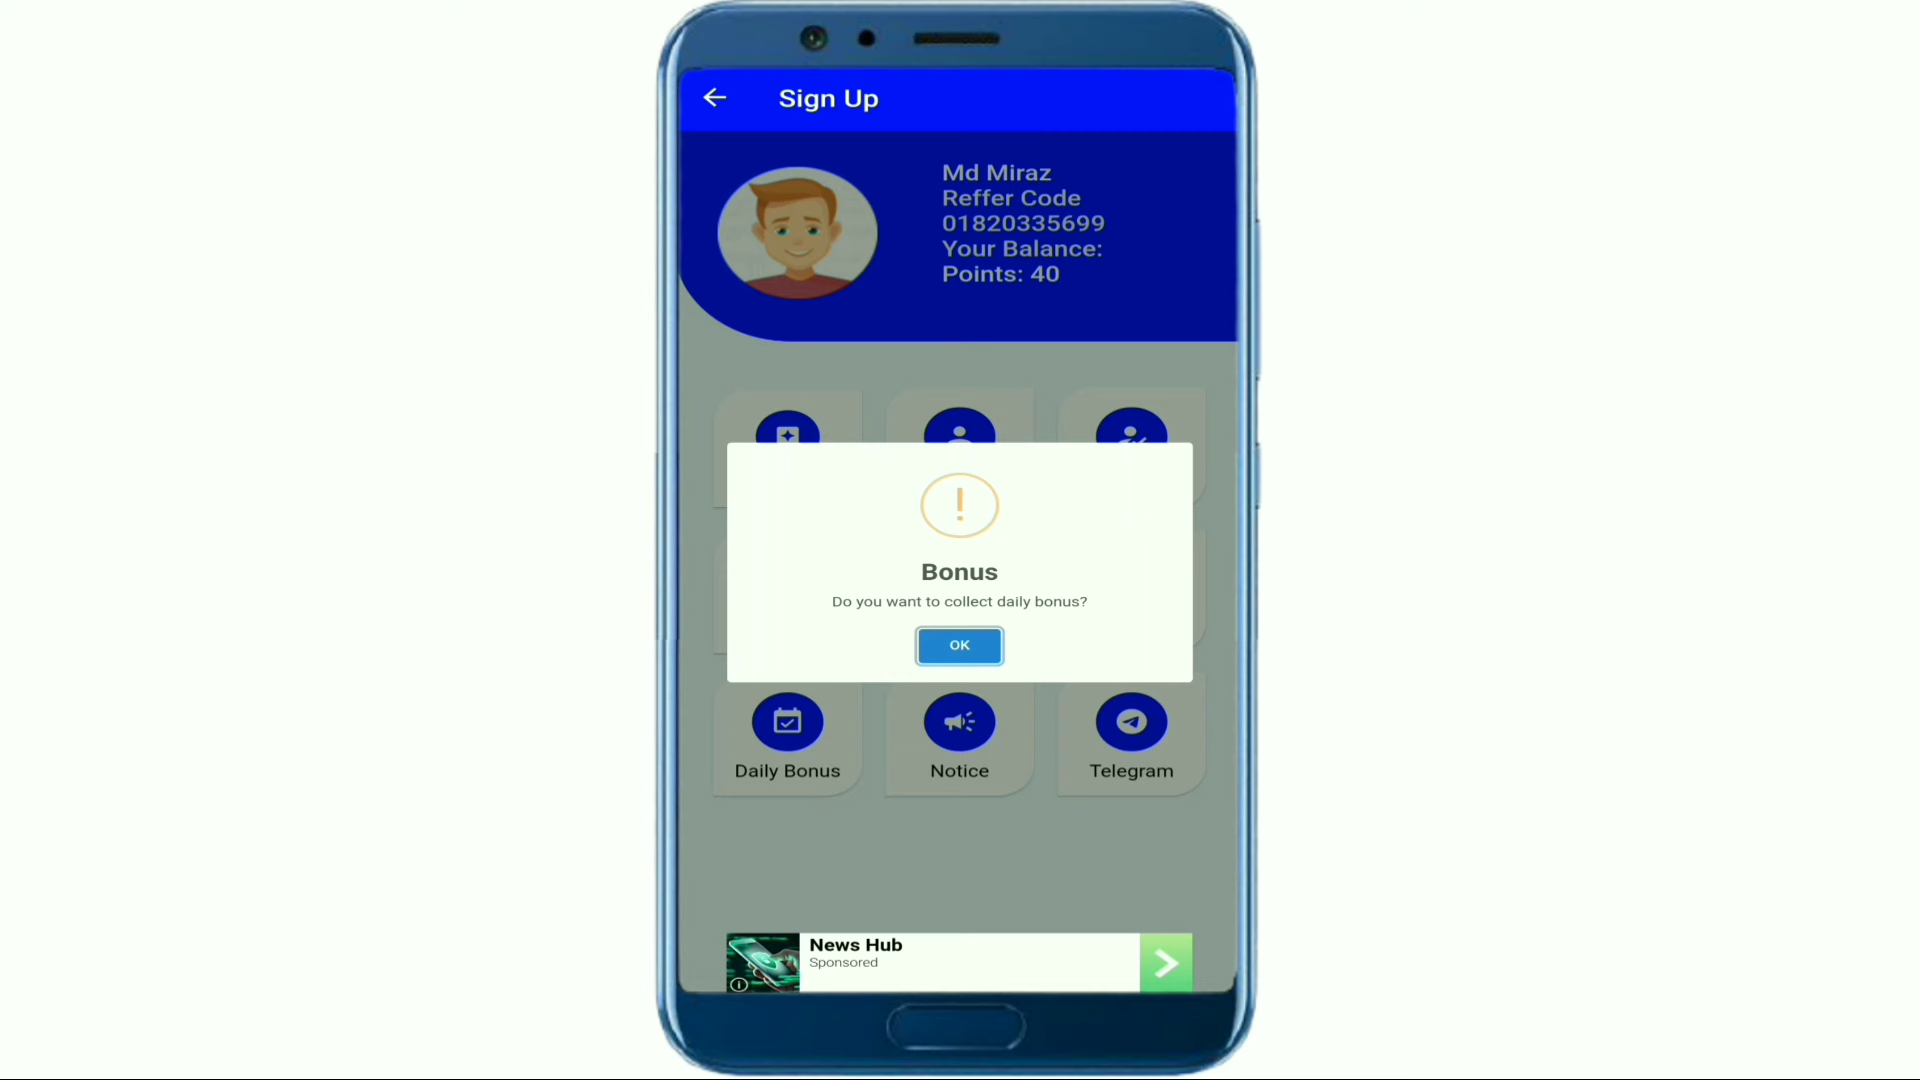 Sign Up
Md Miraz
Reffer Code
01820335699
Your Balance:
Points: 40
!
Bonus
Do you want to collect daily bonus?
OK
Daily Bonus
Notice
Telegram
News Hub
Sponsored